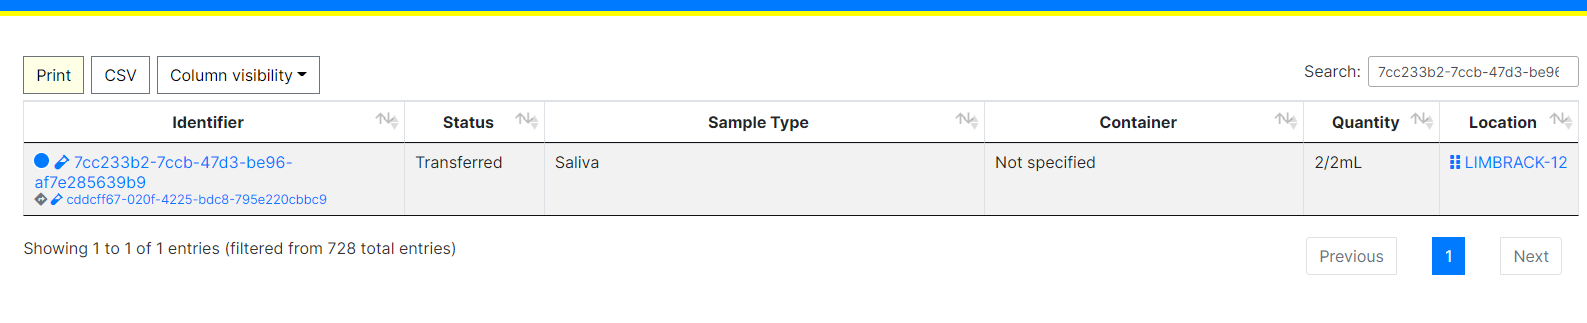 Print CSV Column visibility Search: 7cc233b2-7ccb-47d3-be96
Identifier Status Sample Type Container Quantity Location
7cc233b2-7ccb-47d3-be96- Transferred Saliva Not specified 2/2mL LIMBRACK-12
af7e285639b9
cddcff67-020f-4225-bdc8-795e220cbbc9
Showing 1 to 1 of 1 entries (filtered from 728 total entries) Previous 1 Next